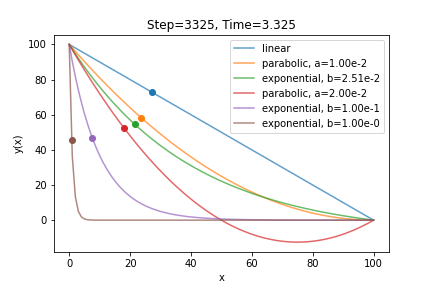 Step=3325, Time=3.325
linear
parabolic, a=1.00e-2
exponential, b=2.51e-2
parabolic, a=2.00e-2
exponential, b=1.00e-1
exponential, b=1.00e-0
y(x)
100
80
60
40
20
0
0 20 40 60 80 100
x